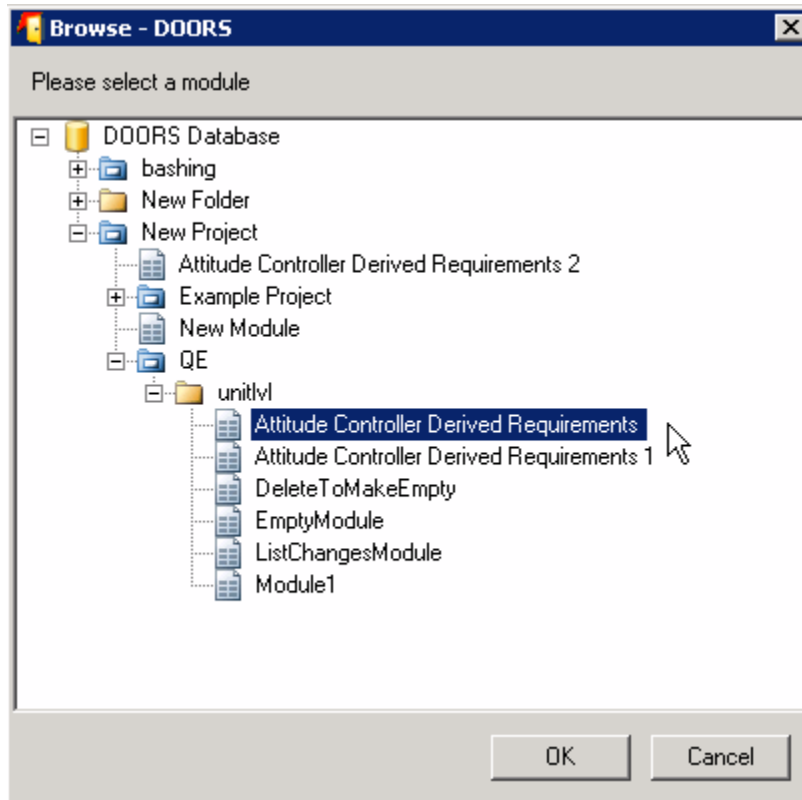 Browse - DOORS
Please select a module
DOORS Database
bashing
New Folder
New Project
Attitude Controller Derived Requirements 2
Example Project
New Module
QE
unitlvl
Attitude Controller Derived Requirements
Attitude Controller Derived Requirements 1
DeleteToMakeEmpty
EmptyModule
ListChangesModule
Module1
OK Cancel